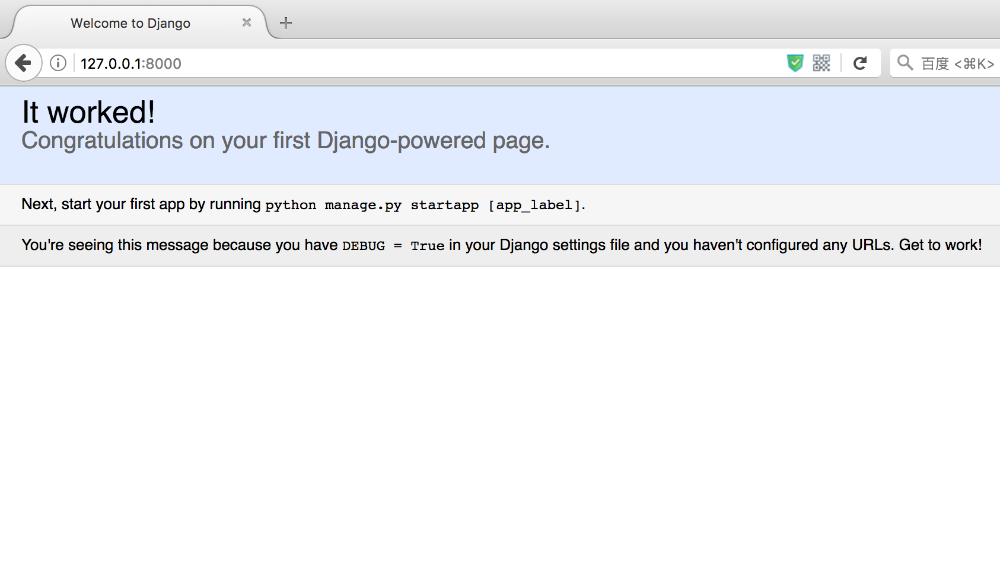 Welcome to Django
127.0.0.1:8000
百度 <⌘K>
It worked!
Congratulations on your first Django-powered page.
Next, start your first app by running python manage.py startapp [app_label].
You're seeing this message because you have DEBUG = True in your Django settings file and you haven't configured any URLs. Get to work!